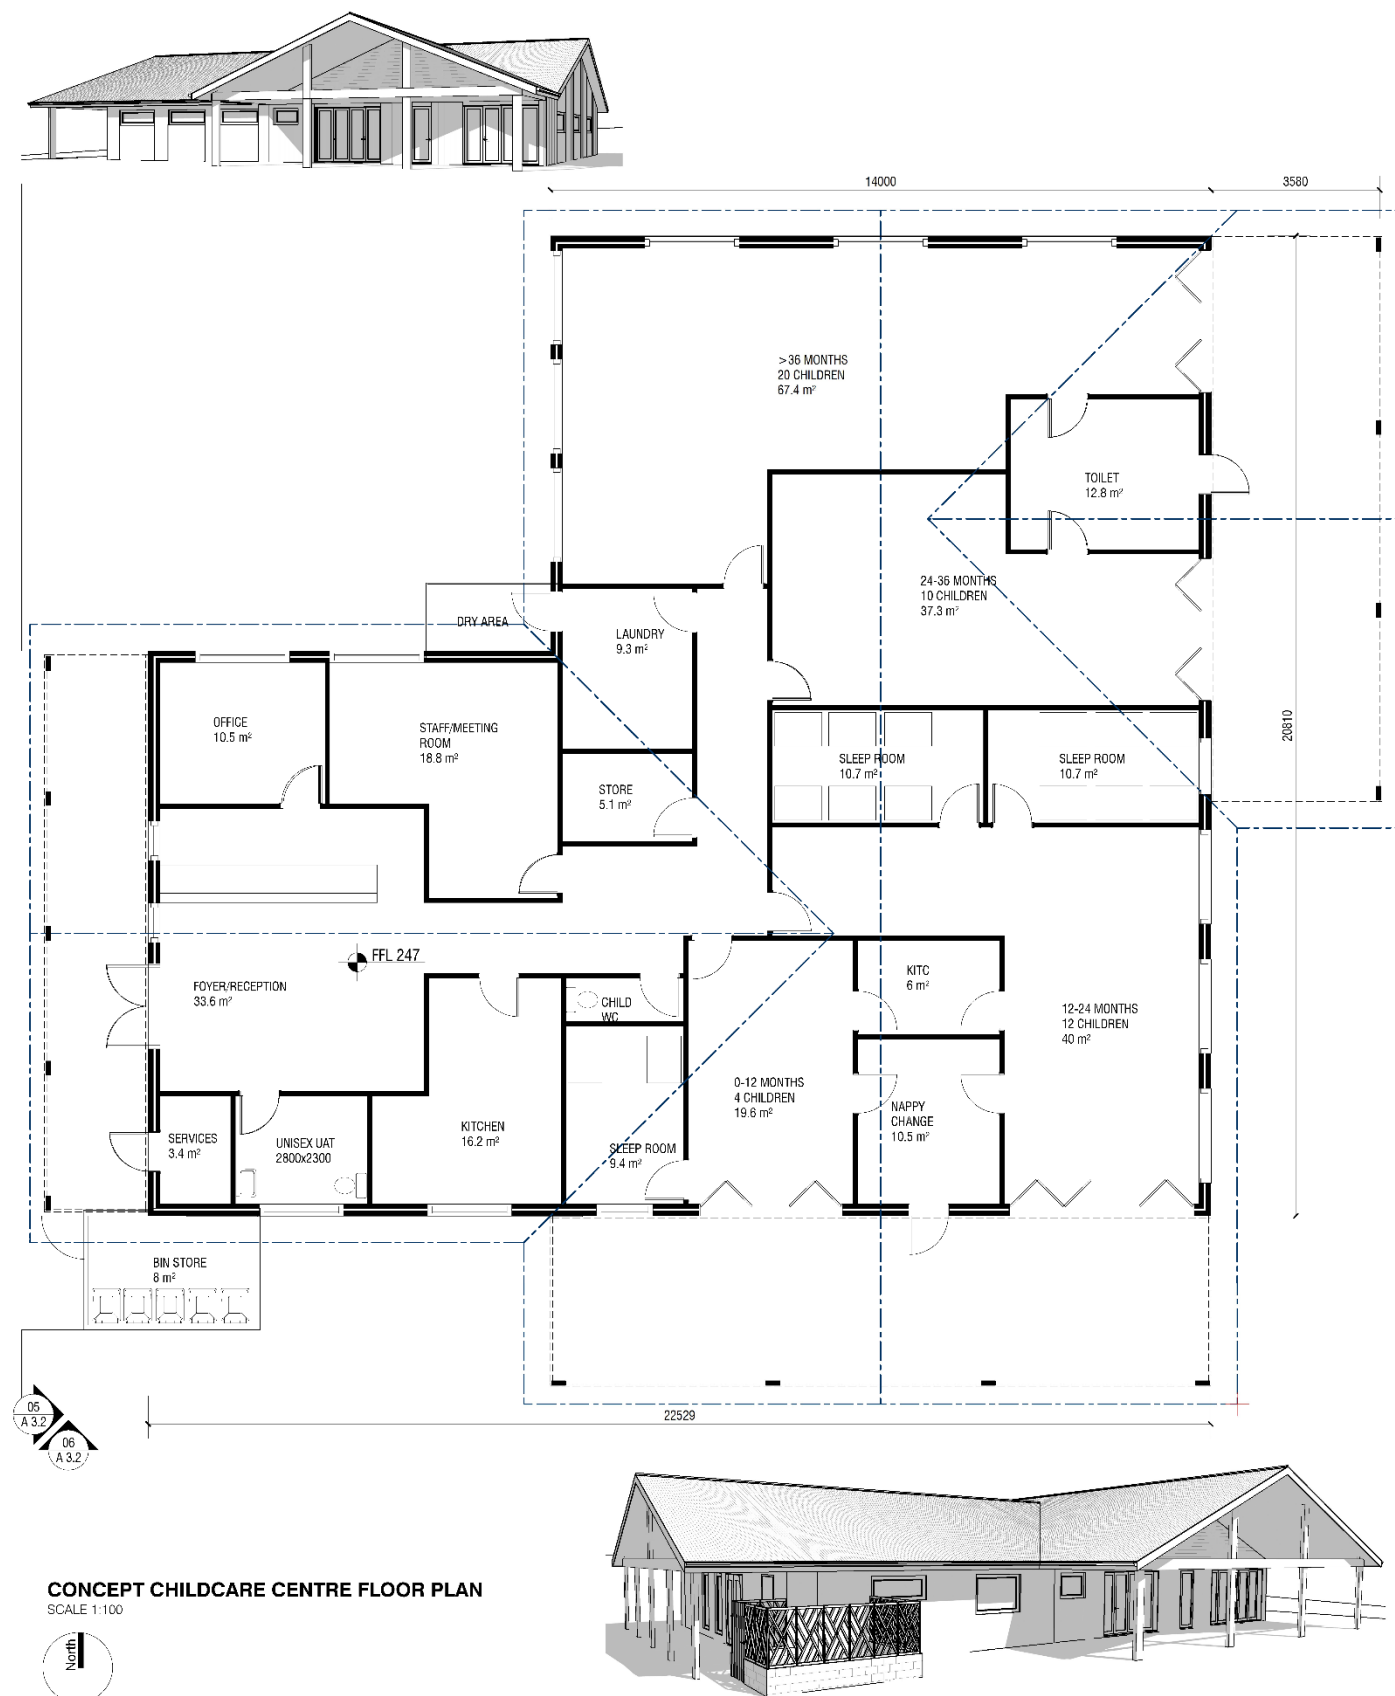 14000
3580
>36 MONTHS
20 CHILDREN
67.4 m²
TOILET
12.8 m²
24-36 MONTHS
10 CHILDREN
37.3 m²
DRY AREA
LAUNDRY
9.3 m²
OFFICE
10.5 m²
STAFF/MEETING
ROOM
18.8 m²
20810
SLEEP ROOM
10.7 m²
SLEEP ROOM
10.7 m²
STORE
5.1 m²
FFL 247
FOYER/RECEPTION
33.6 m²
KITC
6 m²
CHILD
WC
12-24 MONTHS
12 CHILDREN
40 m²
0-12 MONTHS
4 CHILDREN
19.6 m²
NAPPY
CHANGE
10.5 m²
SERVICES
3.4 m²
UNISEX UAT
2800x2300
KITCHEN
16.2 m²
SLEEP ROOM
9.4 m²
BIN STORE
8 m²
05
A 3.2
06
A 3.2
22529
CONCEPT CHILDCARE CENTRE FLOOR PLAN
SCALE 1:100
North